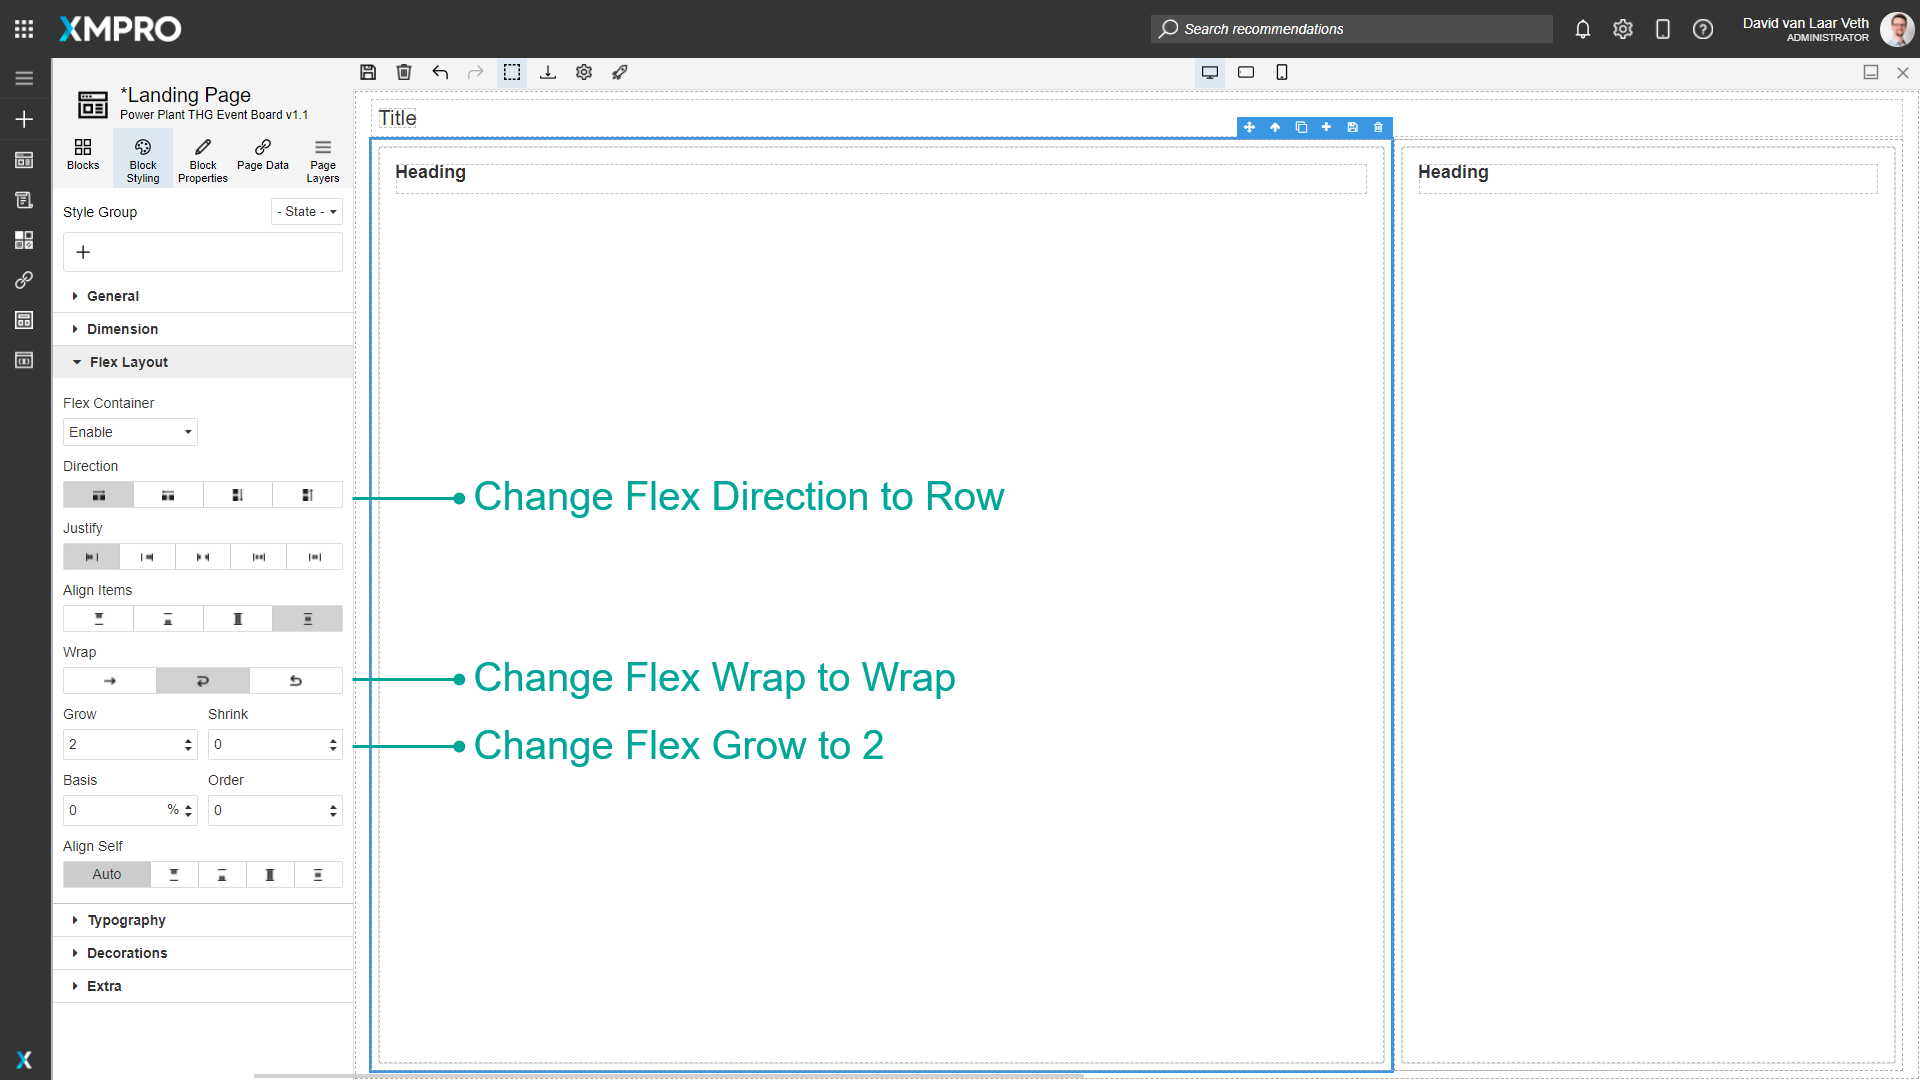 XMPRO
Search recommendations
David van Laar Veth
ADMINISTRATOR
*Landing Page
Power Plant THG Event Board v1.1
Blocks
Block Styling
Block Properties
Page Data
Page Layers
Style Group
- State -
General
Dimension
Flex Layout
Flex Container
Enable
Direction
Justify
Align Items
Wrap
Grow
Shrink
2
0
Basis
Order
0 %
0
Align Self
Auto
Typography
Decorations
Extra
Title
Heading
Heading
Change Flex Direction to Row
Change Flex Wrap to Wrap
Change Flex Grow to 2
X